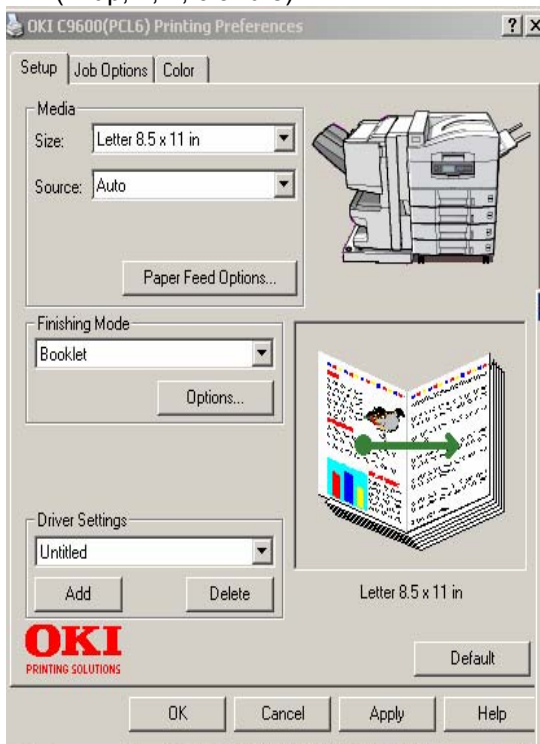 OKI C9600(PCL6) Printing Preferences
Setup
Job Options
Color
Media
Size: Letter 8.5 x 11 in
Source: Auto
Paper Feed Options...
Finishing Mode
Booklet
Options...
Driver Settings
Untitled
Add
Delete
Letter 8.5 x 11 in
OKI
PRINTING SOLUTIONS
Default
OK
Cancel
Apply
Help